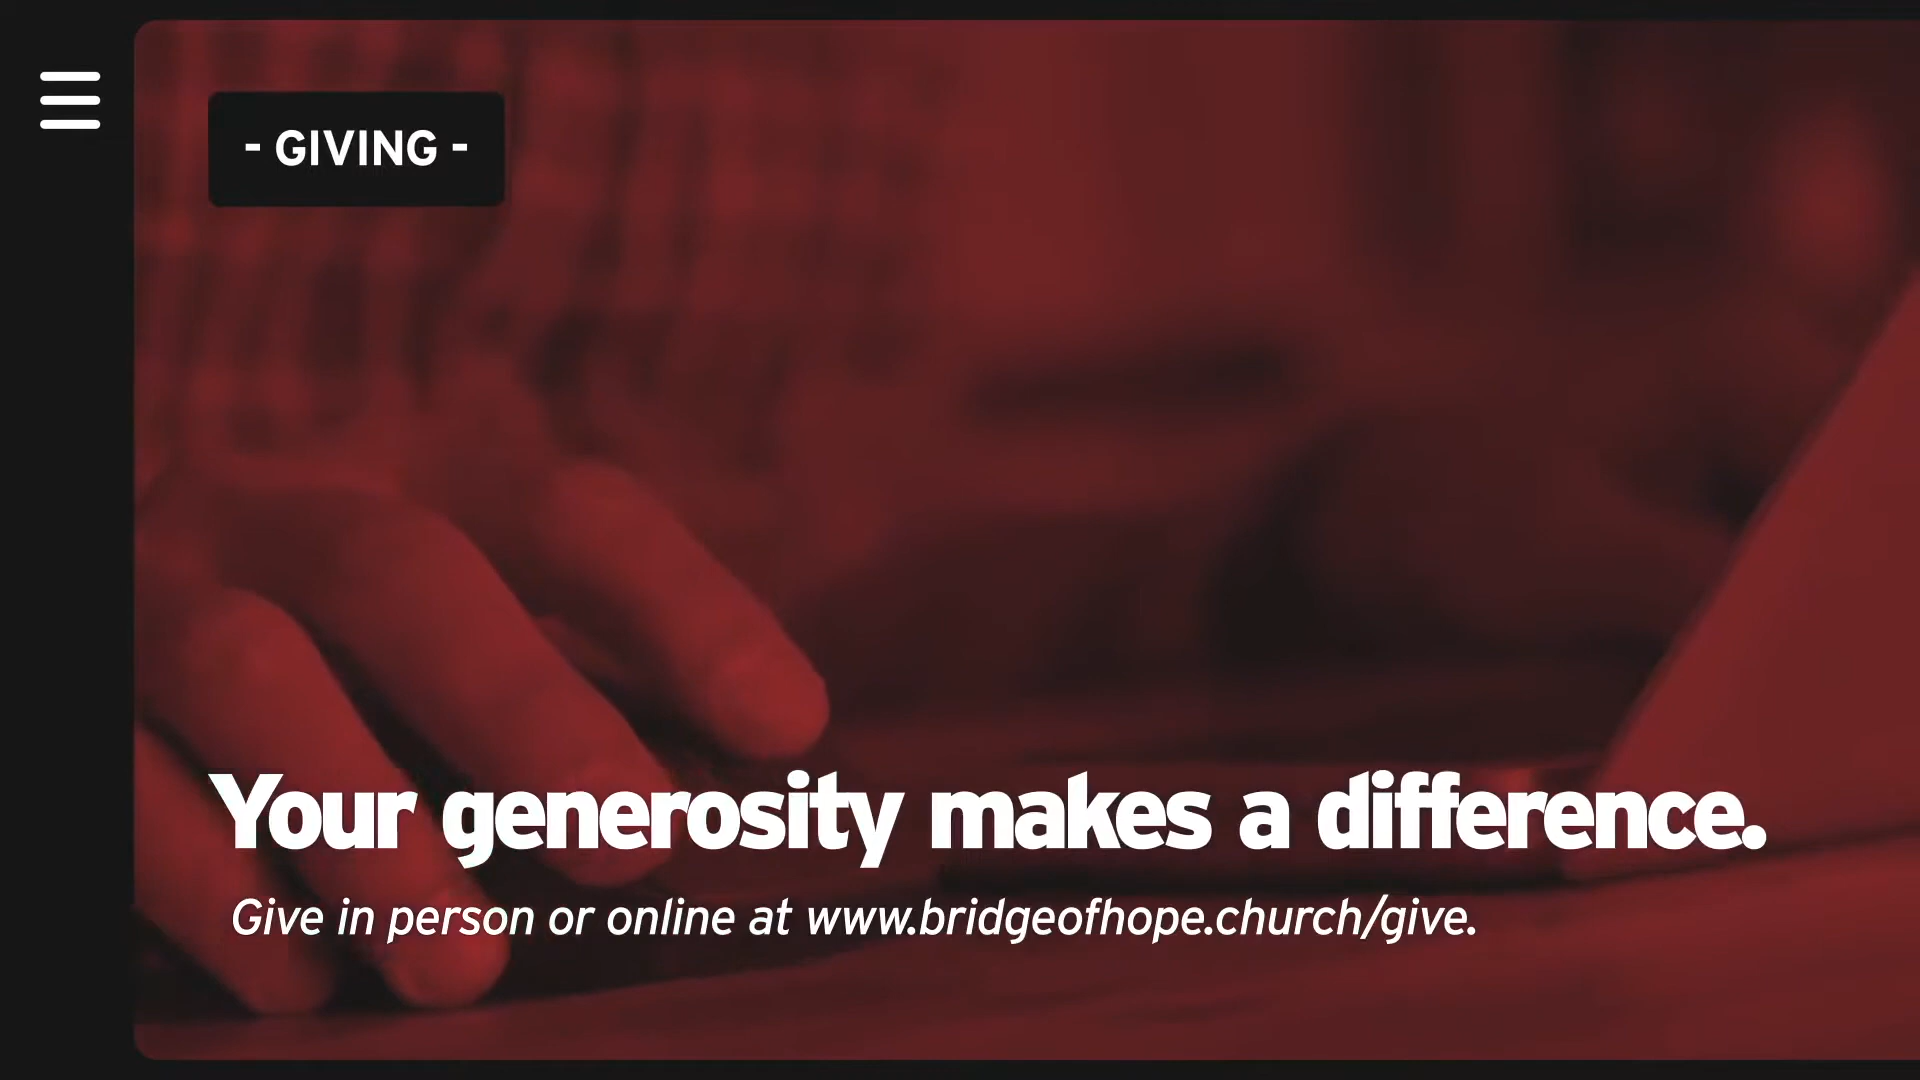 - GIVING -
Your generosity makes a difference.
Give in person or online at www.bridgeofhope.church/give.